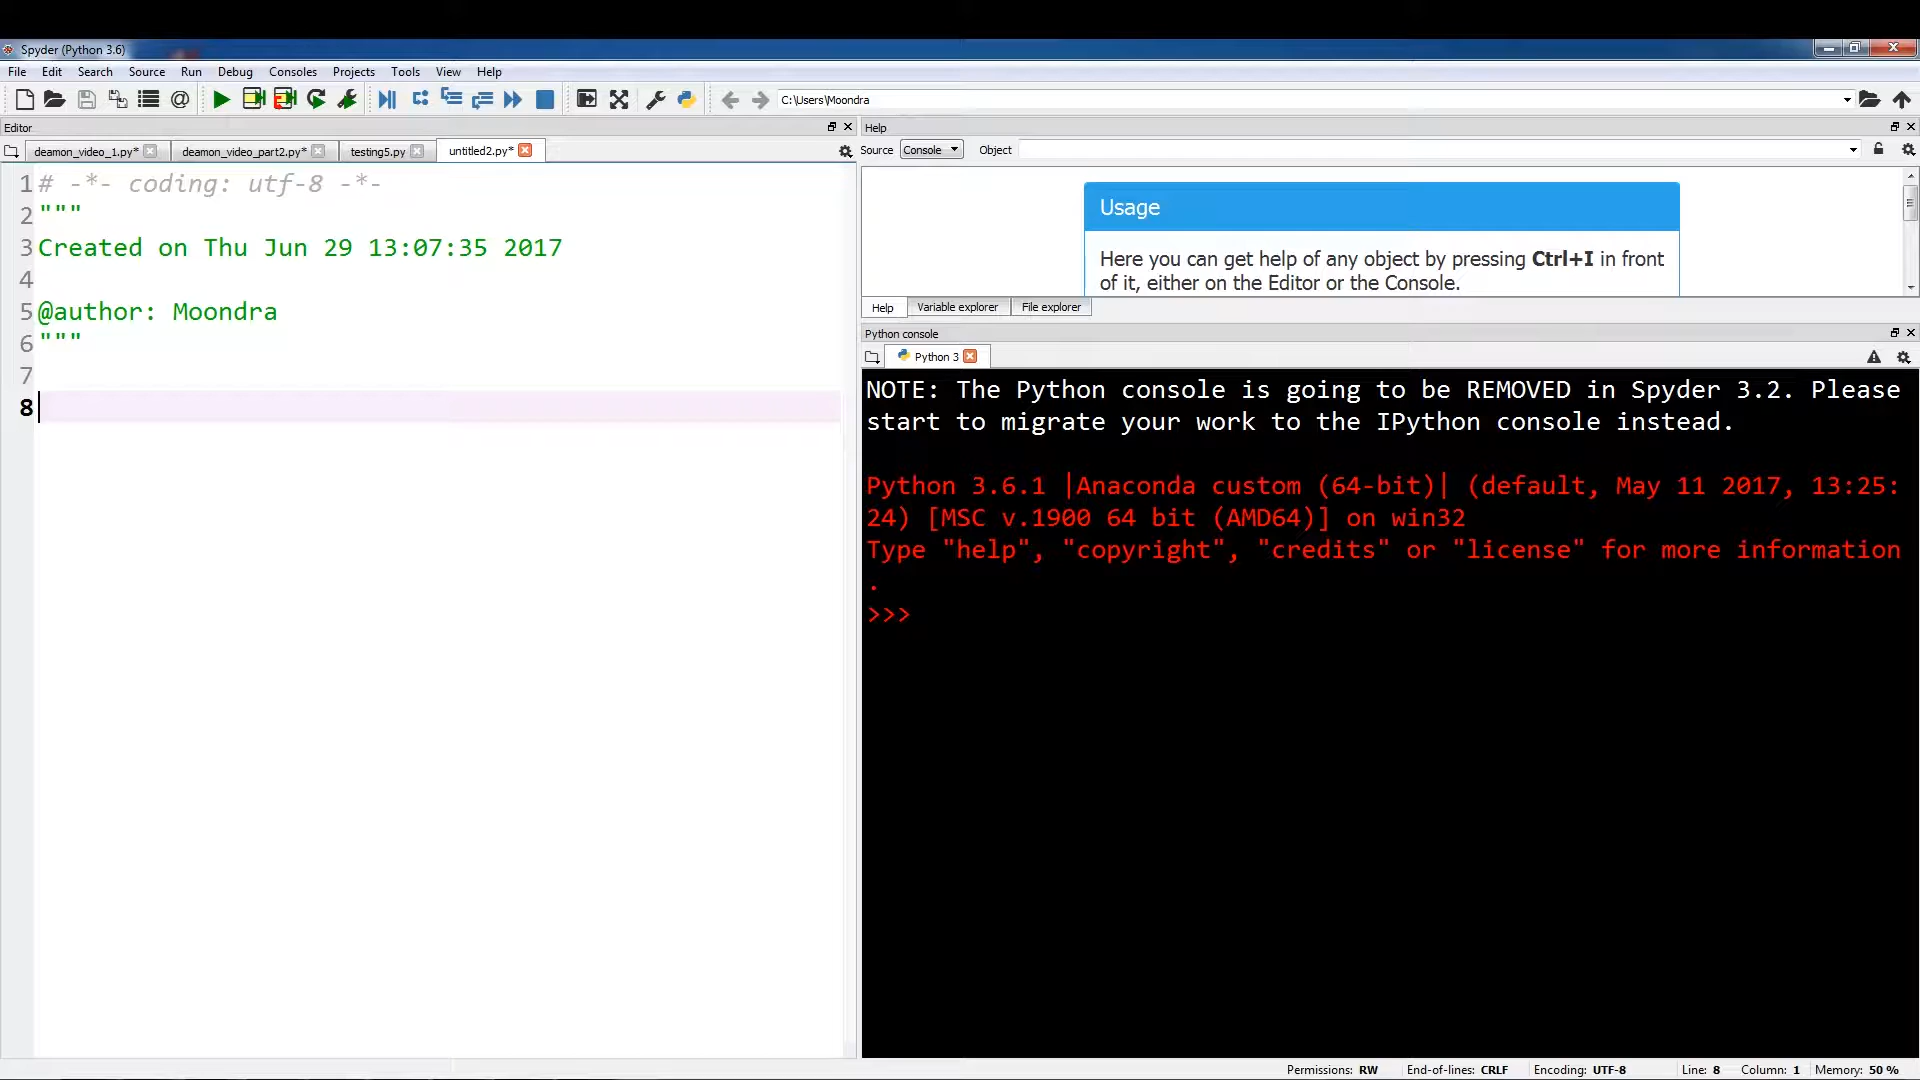 Spyder (Python 3.6)
File Edit Search Source Run Debug Consoles Projects Tools View Help
C:\Users\Moondra
Editor
deamon_video_1.py* deamon_video_part2.py* testing5.py untitled2.py*
1 # -*- coding: utf-8 -*-
2 """
3 Created on Thu Jun 29 13:07:35 2017
4
5 @author: Moondra
6 """
7
8
Help
Source Console Object
Usage
Here you can get help of any object by pressing Ctrl+I in front
of it, either on the Editor or the Console.
Help Variable explorer File explorer
Python console
Python 3
NOTE: The Python console is going to be REMOVED in Spyder 3.2. Please
start to migrate your work to the IPython console instead.
Python 3.6.1 |Anaconda custom (64-bit)| (default, May 11 2017, 13:25:
24) [MSC v.1900 64 bit (AMD64)] on win32
Type "help", "copyright", "credits" or "license" for more information
.
>>>
Permissions: RW End-of-lines: CRLF Encoding: UTF-8 Line: 8 Column: 1 Memory: 50 %